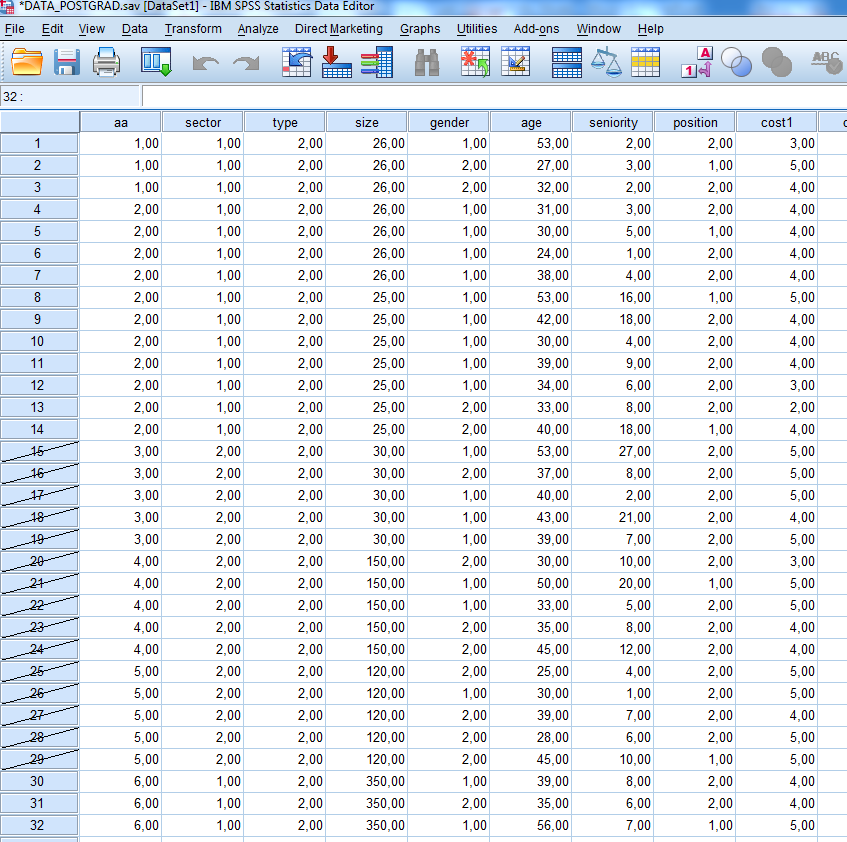 *DATA_POSTGRAD.sav [DataSet1] - IBM SPSS Statistics Data Editor
File Edit View Data Transform Analyze Direct Marketing Graphs Utilities Add-ons Window Help
A
1
ABC
32 :
aa sector type size gender age seniority position cost1
1 1,00 1,00 2,00 26,00 1,00 53,00 2,00 2,00 3,00
2 1,00 1,00 2,00 26,00 2,00 27,00 3,00 1,00 5,00
3 1,00 1,00 2,00 26,00 2,00 32,00 2,00 2,00 4,00
4 2,00 1,00 2,00 26,00 1,00 31,00 3,00 2,00 4,00
5 2,00 1,00 2,00 26,00 1,00 30,00 5,00 1,00 4,00
6 2,00 1,00 2,00 26,00 1,00 24,00 1,00 2,00 4,00
7 2,00 1,00 2,00 26,00 1,00 38,00 4,00 2,00 4,00
8 2,00 1,00 2,00 25,00 1,00 53,00 16,00 1,00 5,00
9 2,00 1,00 2,00 25,00 1,00 42,00 18,00 2,00 4,00
10 2,00 1,00 2,00 25,00 1,00 30,00 4,00 2,00 4,00
11 2,00 1,00 2,00 25,00 1,00 39,00 9,00 2,00 4,00
12 2,00 1,00 2,00 25,00 1,00 34,00 6,00 2,00 3,00
13 2,00 1,00 2,00 25,00 2,00 33,00 8,00 2,00 2,00
14 2,00 1,00 2,00 25,00 2,00 40,00 18,00 1,00 4,00
15 3,00 2,00 2,00 30,00 1,00 53,00 27,00 2,00 5,00
16 3,00 2,00 2,00 30,00 2,00 37,00 8,00 2,00 5,00
17 3,00 2,00 2,00 30,00 1,00 40,00 2,00 2,00 5,00
18 3,00 2,00 2,00 30,00 1,00 43,00 21,00 2,00 4,00
19 3,00 2,00 2,00 30,00 1,00 39,00 7,00 2,00 5,00
20 4,00 2,00 2,00 150,00 2,00 30,00 10,00 2,00 3,00
21 4,00 2,00 2,00 150,00 1,00 50,00 20,00 1,00 5,00
22 4,00 2,00 2,00 150,00 1,00 33,00 5,00 2,00 5,00
23 4,00 2,00 2,00 150,00 2,00 35,00 8,00 2,00 4,00
24 4,00 2,00 2,00 150,00 2,00 45,00 12,00 2,00 4,00
25 5,00 2,00 2,00 120,00 2,00 25,00 4,00 2,00 5,00
26 5,00 2,00 2,00 120,00 1,00 30,00 1,00 2,00 5,00
27 5,00 2,00 2,00 120,00 2,00 39,00 7,00 2,00 4,00
28 5,00 2,00 2,00 120,00 2,00 28,00 6,00 2,00 5,00
29 5,00 2,00 2,00 120,00 2,00 45,00 10,00 1,00 5,00
30 6,00 1,00 2,00 350,00 1,00 39,00 8,00 2,00 4,00
31 6,00 1,00 2,00 350,00 2,00 35,00 6,00 2,00 4,00
32 6,00 1,00 2,00 350,00 1,00 56,00 7,00 1,00 5,00